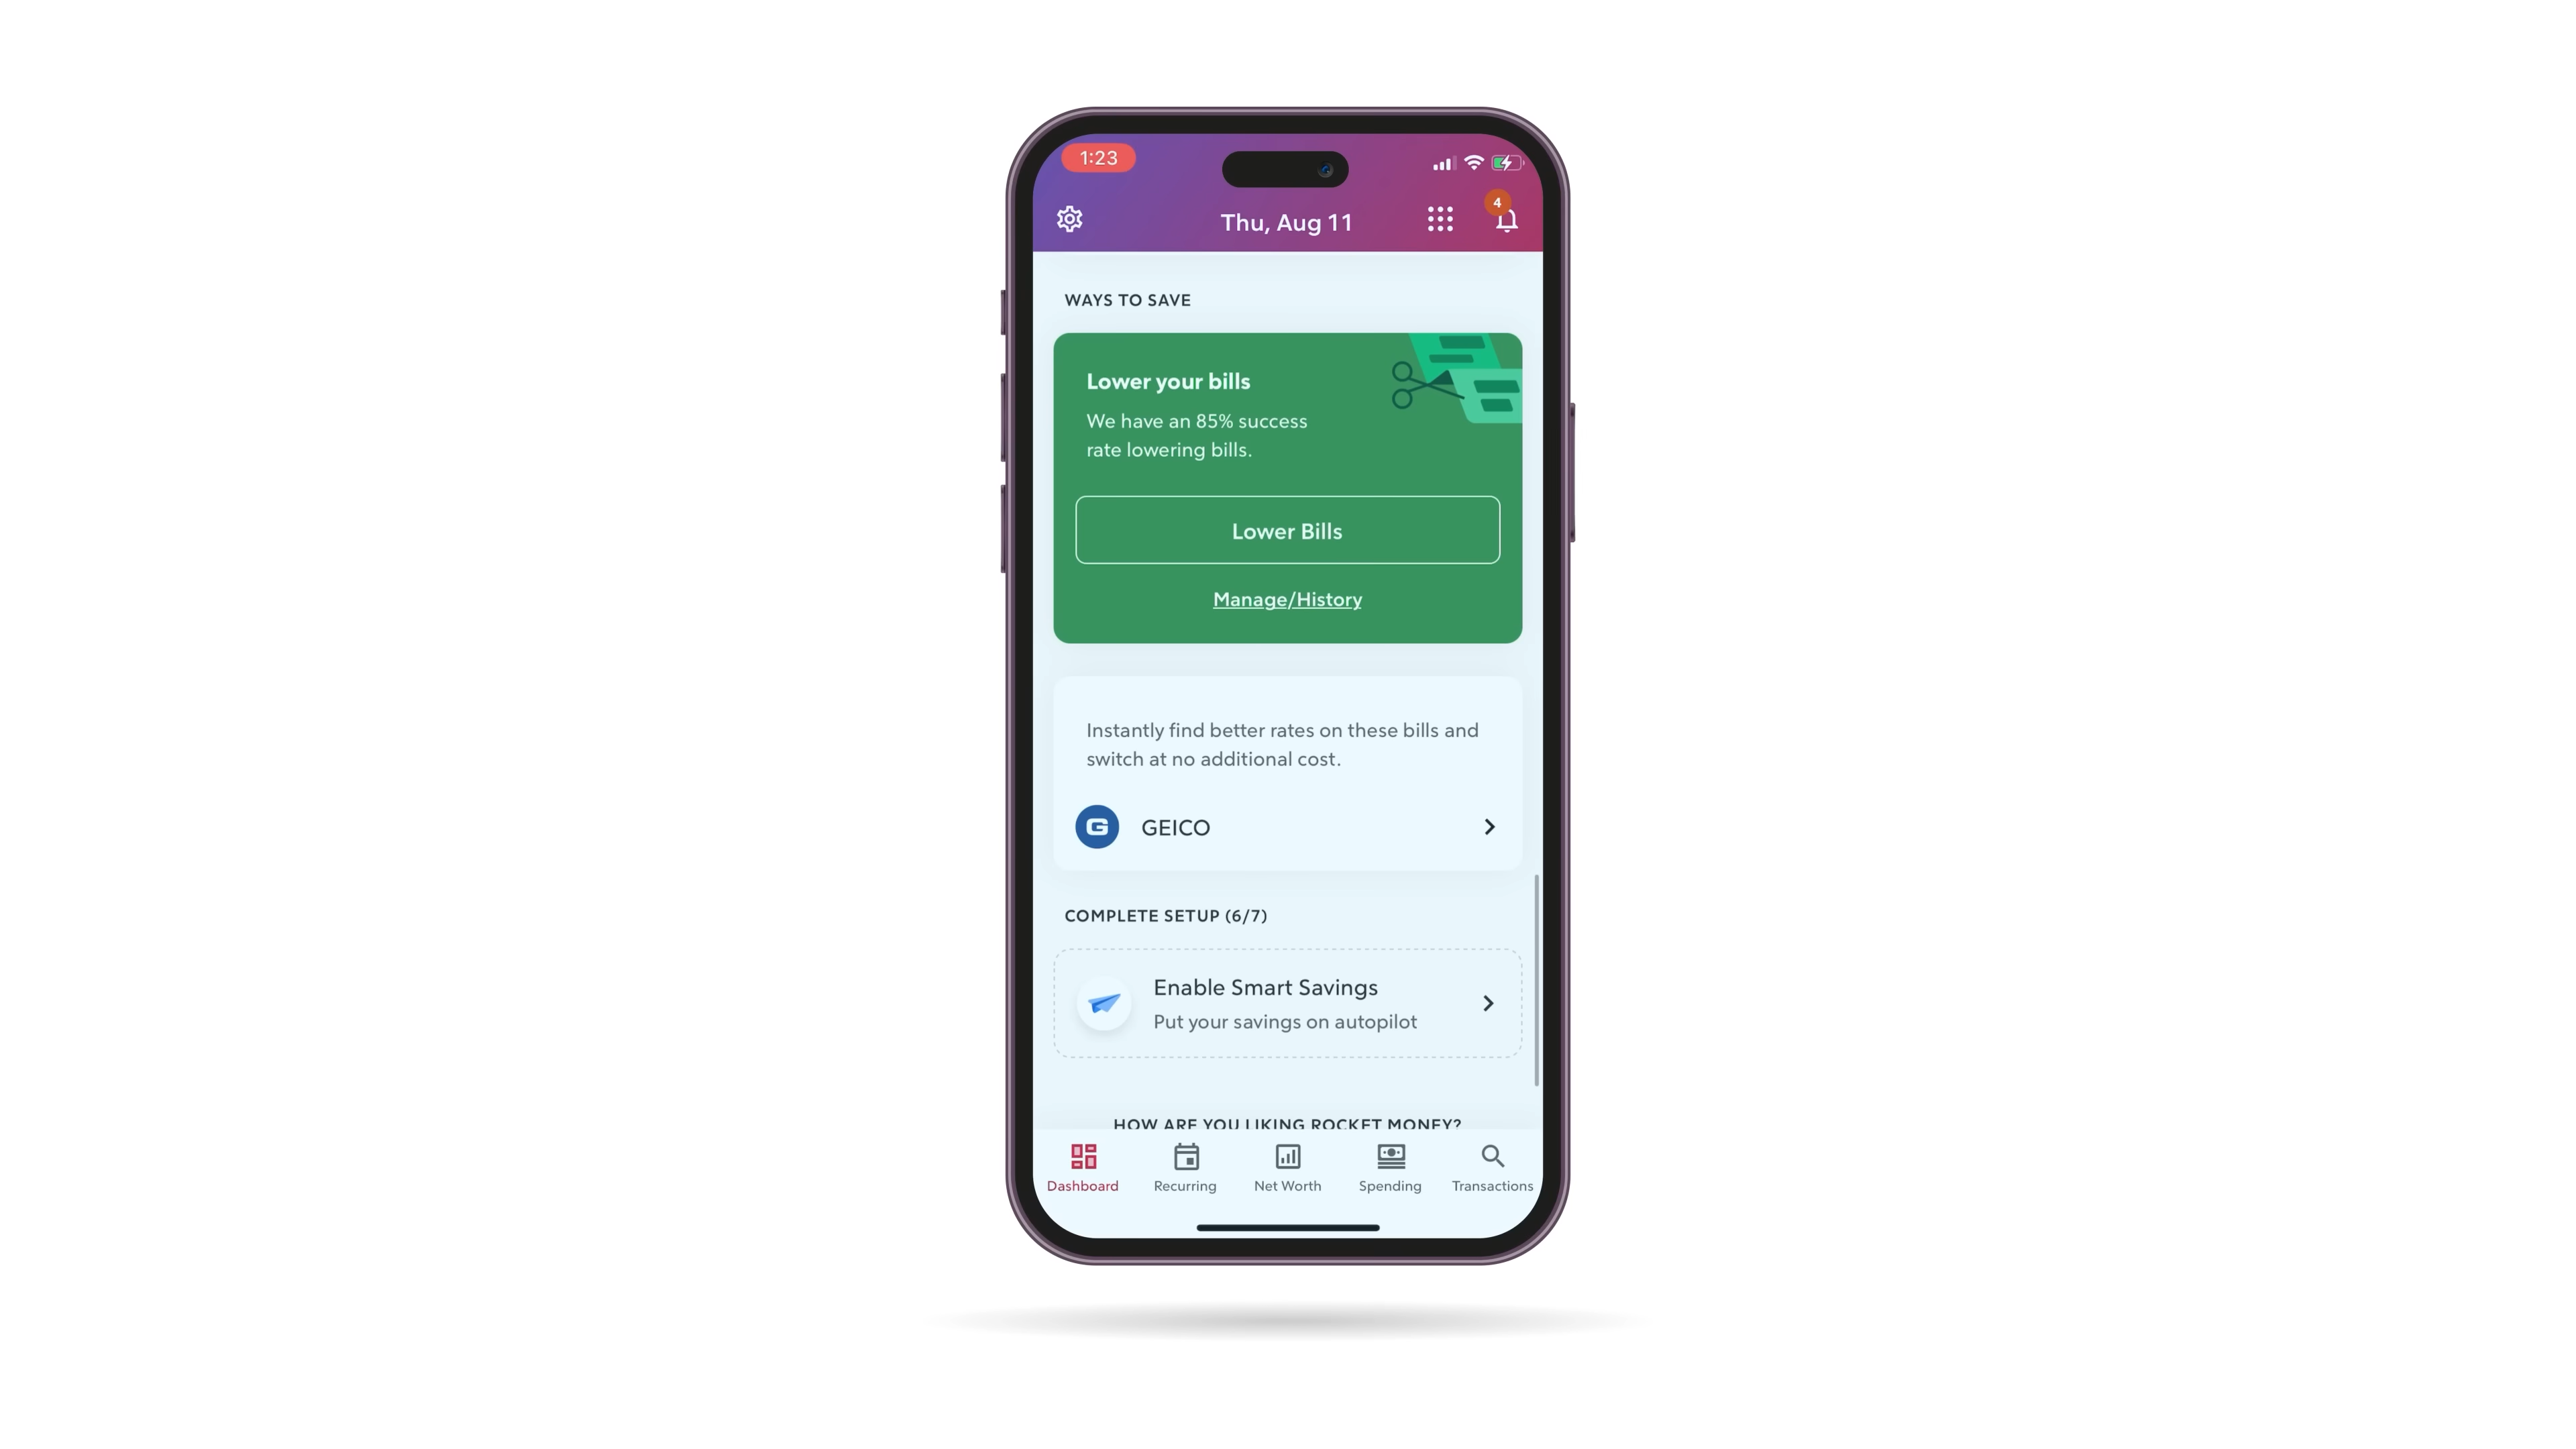 1:23
4
Thu, Aug 11
WAYS TO SAVE
Lower your bills
We have an 85% success
rate lowering bills.
Lower Bills
Manage/History
Instantly find better rates on these bills and
switch at no additional cost.
G
GEICO
COMPLETE SETUP (6/7)
Enable Smart Savings
Put your savings on autopilot
HOW ARE YOU LIKING ROCKET MONEY?
Dashboard
Recurring
Net Worth
Spending
Transactions